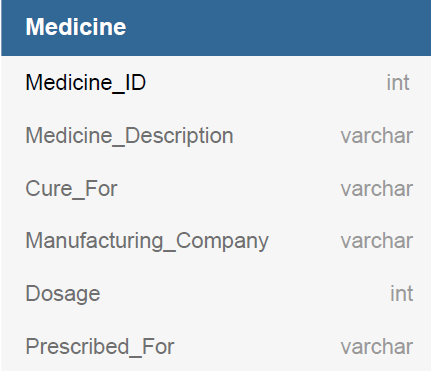 Medicine
Medicine_ID int
Medicine_Description varchar
Cure_For varchar
Manufacturing_Company varchar
Dosage int
Prescribed_For varchar